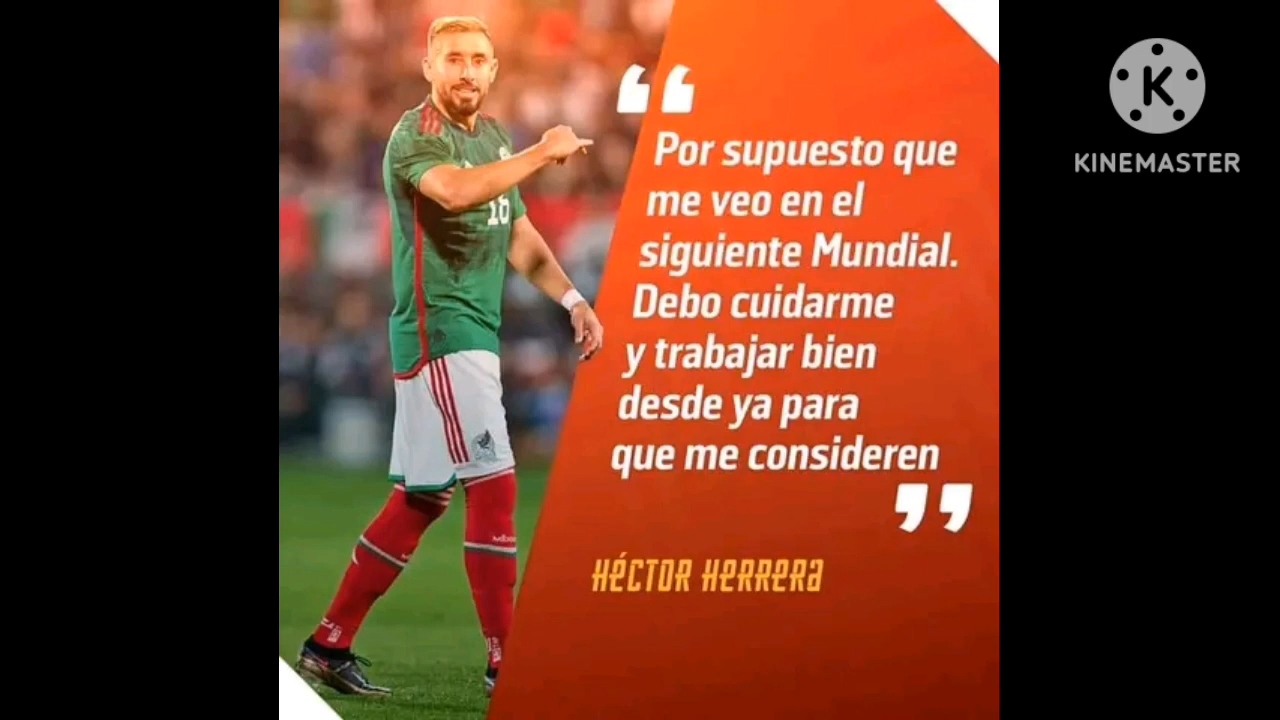 Por supuesto que
me veo en el
siguiente Mundial.
Debo cuidarme
y trabajar bien
desde ya para
que me consideren
HÉCTOR HERRERA
16
K
KINEMASTER